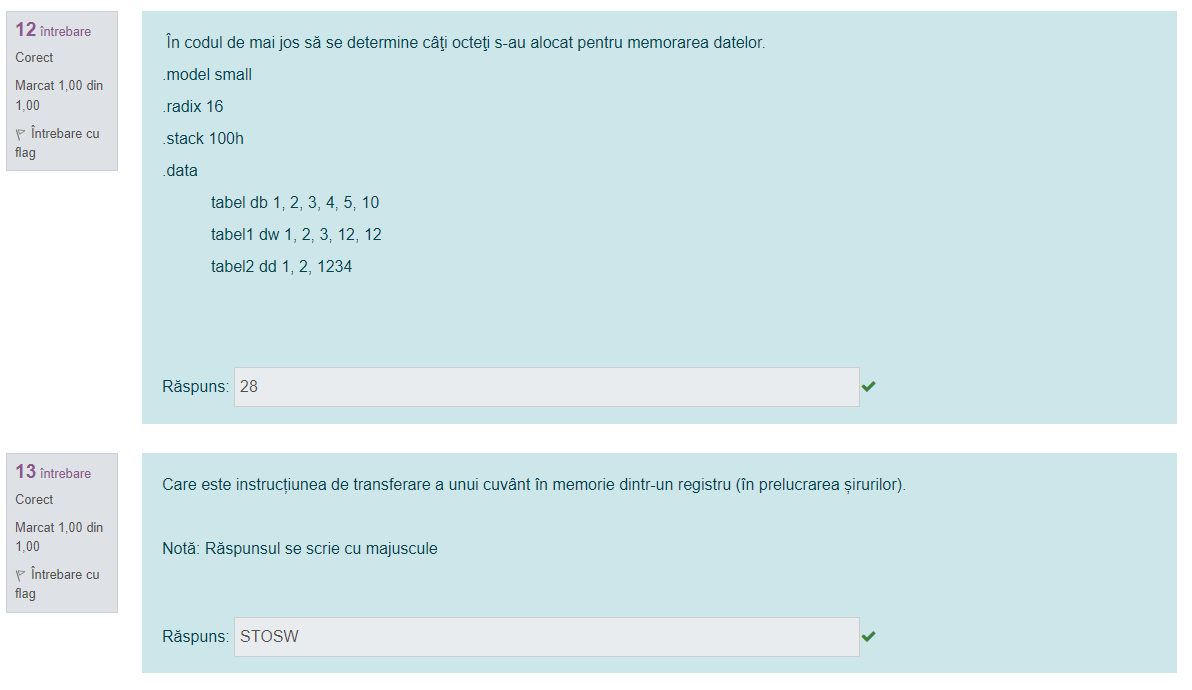 12 întrebare
Corect
Marcat 1,00 din
1,00
Întrebare cu
flag
În codul de mai jos să se determine câţi octeţi s-au alocat pentru memorarea datelor.
.model small
.radix 16
.stack 100h
.data
tabel db 1, 2, 3, 4, 5, 10
tabel1 dw 1, 2, 3, 12, 12
tabel2 dd 1, 2, 1234
Răspuns: 28
13 întrebare
Corect
Marcat 1,00 din
1,00
Întrebare cu
flag
Care este instrucțiunea de transferare a unui cuvânt în memorie dintr-un registru (în prelucrarea șirurilor).
Notă: Răspunsul se scrie cu majuscule
Răspuns: STOSW